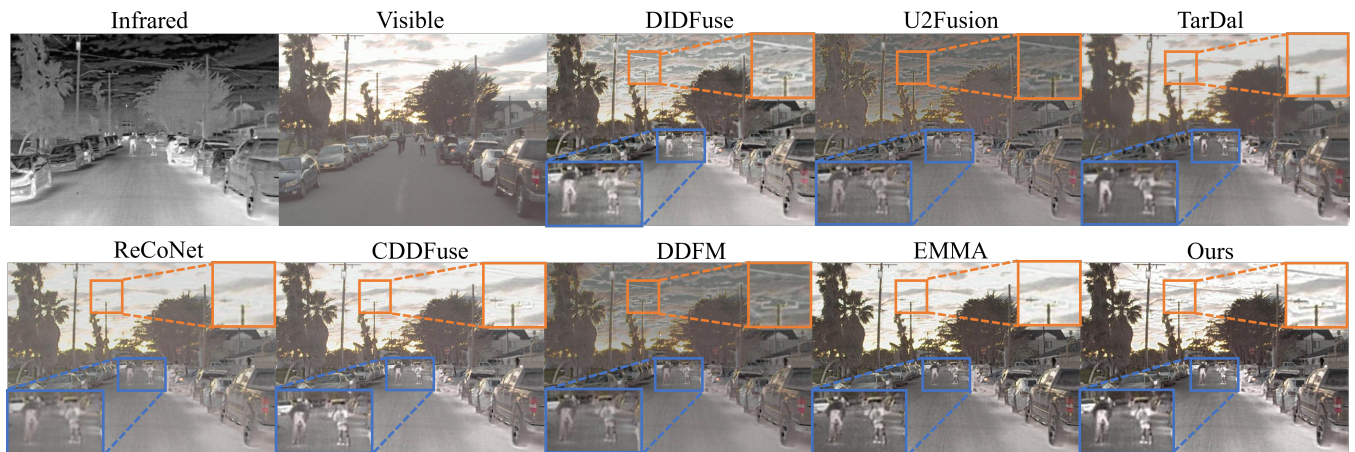 Infrared Visible DIDFuse U2Fusion TarDal
ReCoNet CDDFuse DDFM EMMA Ours